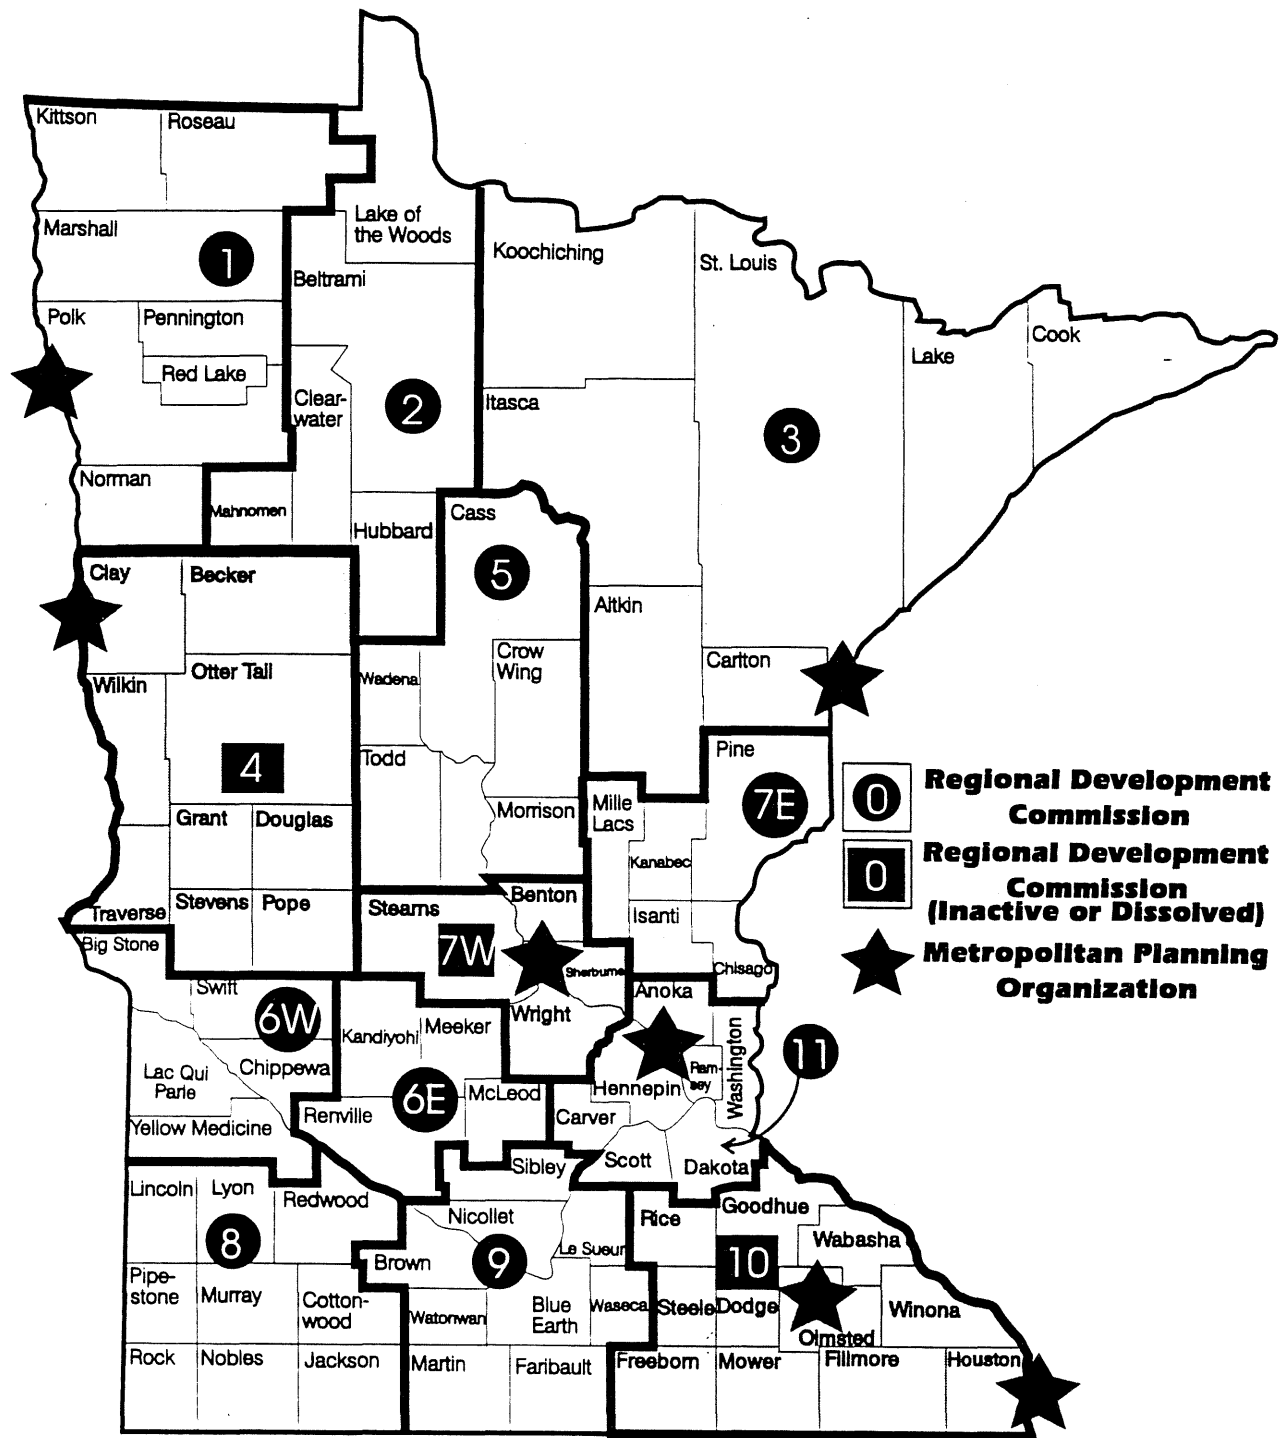 Kittson
Roseau
Lake of
the Woods
Marshall
1
Koochiching
St. Louis
Beltrami
Polk
Pennington
Cook
Lake
Red Lake
Clear-
water
2
Itasca
3
Norman
Mahnomen
Hubbard
Cass
5
Clay
Becker
Aitkin
Crow
Wing
Carlton
Otter Tail
Wadena
Wilkin
Pine
Todd
4
7E
Mille
Lacs
Morrison
Grant
Douglas
Kanabec
0
Regional Development
Commission
0
Regional Development
Commission
(Inactive or Dissolved)
Metropolitan Planning
Organization
Traverse
Stevens
Pope
Stearns
Benton
Isanti
Big Stone
7W
Sherburne
Chisago
Swift
Anoka
6W
Wright
Kandiyohi
Meeker
Washington
11
Lac Qui
Parle
Chippewa
Ram-
sey
6E
McLeod
Hennepin
Renville
Carver
Yellow Medicine
Sibley
Scott
Dakota
Lincoln
Lyon
Redwood
Nicollet
Rice
Goodhue
8
Le Sueur
Wabasha
Brown
9
10
Pipe-
stone
Murray
Cotton-
wood
Watonwan
Blue
Earth
Waseca
Steele
Dodge
Olmsted
Winona
Rock
Nobles
Jackson
Martin
Faribault
Freeborn
Mower
Fillmore
Houston